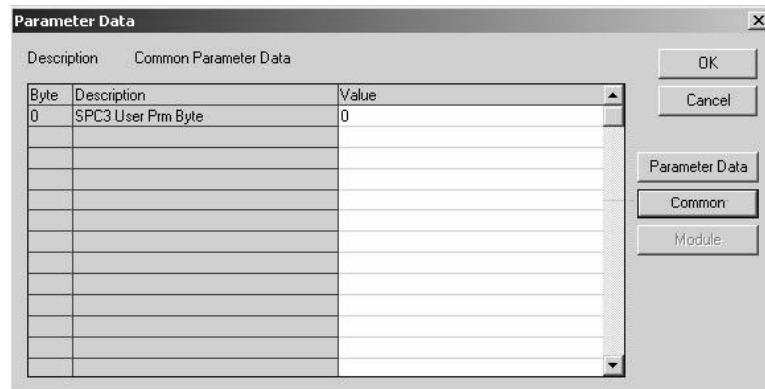 Parameter Data
Description Common Parameter Data
OK
Cancel
Byte Description Value
0 SPC3 User Prm Byte 0
Parameter Data
Common
Module